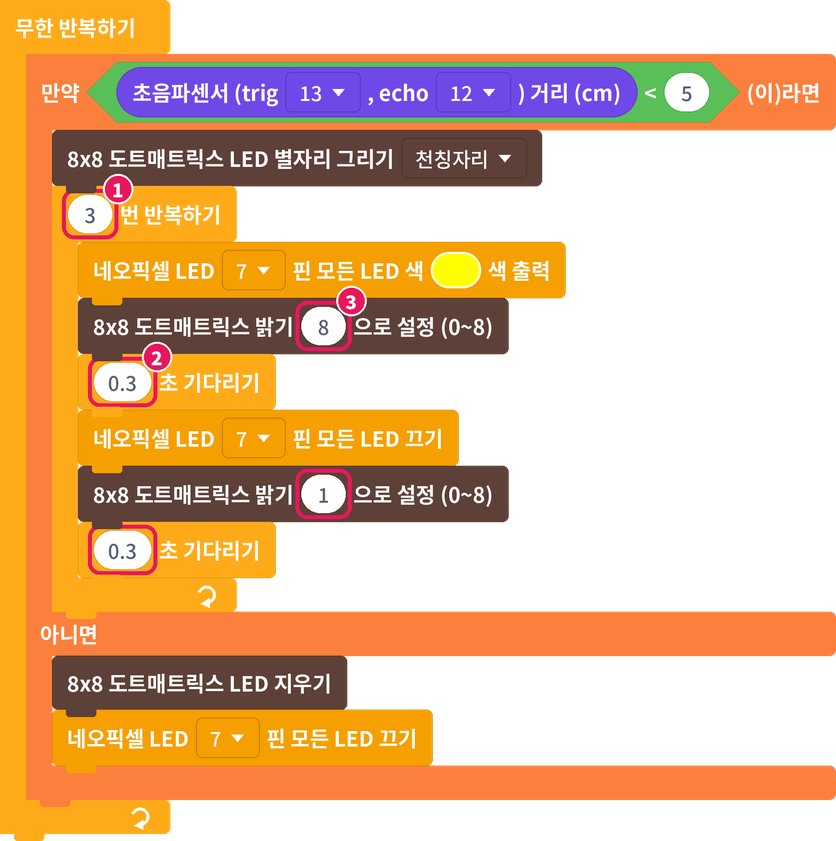 무한 반복하기
만약 초음파센서 (trig 13 , echo 12 ) 거리 (cm) < 5 (이)라면
8x8 도트매트릭스 LED 별자리 그리기 천칭자리
1
3 번 반복하기
네오픽셀 LED 7 핀 모든 LED 색 색 출력
3
8x8 도트매트릭스 밝기 8 으로 설정 (0~8)
2
0.3 초 기다리기
네오픽셀 LED 7 핀 모든 LED 끄기
8x8 도트매트릭스 밝기 1 으로 설정 (0~8)
0.3 초 기다리기
아니면
8x8 도트매트릭스 LED 지우기
네오픽셀 LED 7 핀 모든 LED 끄기